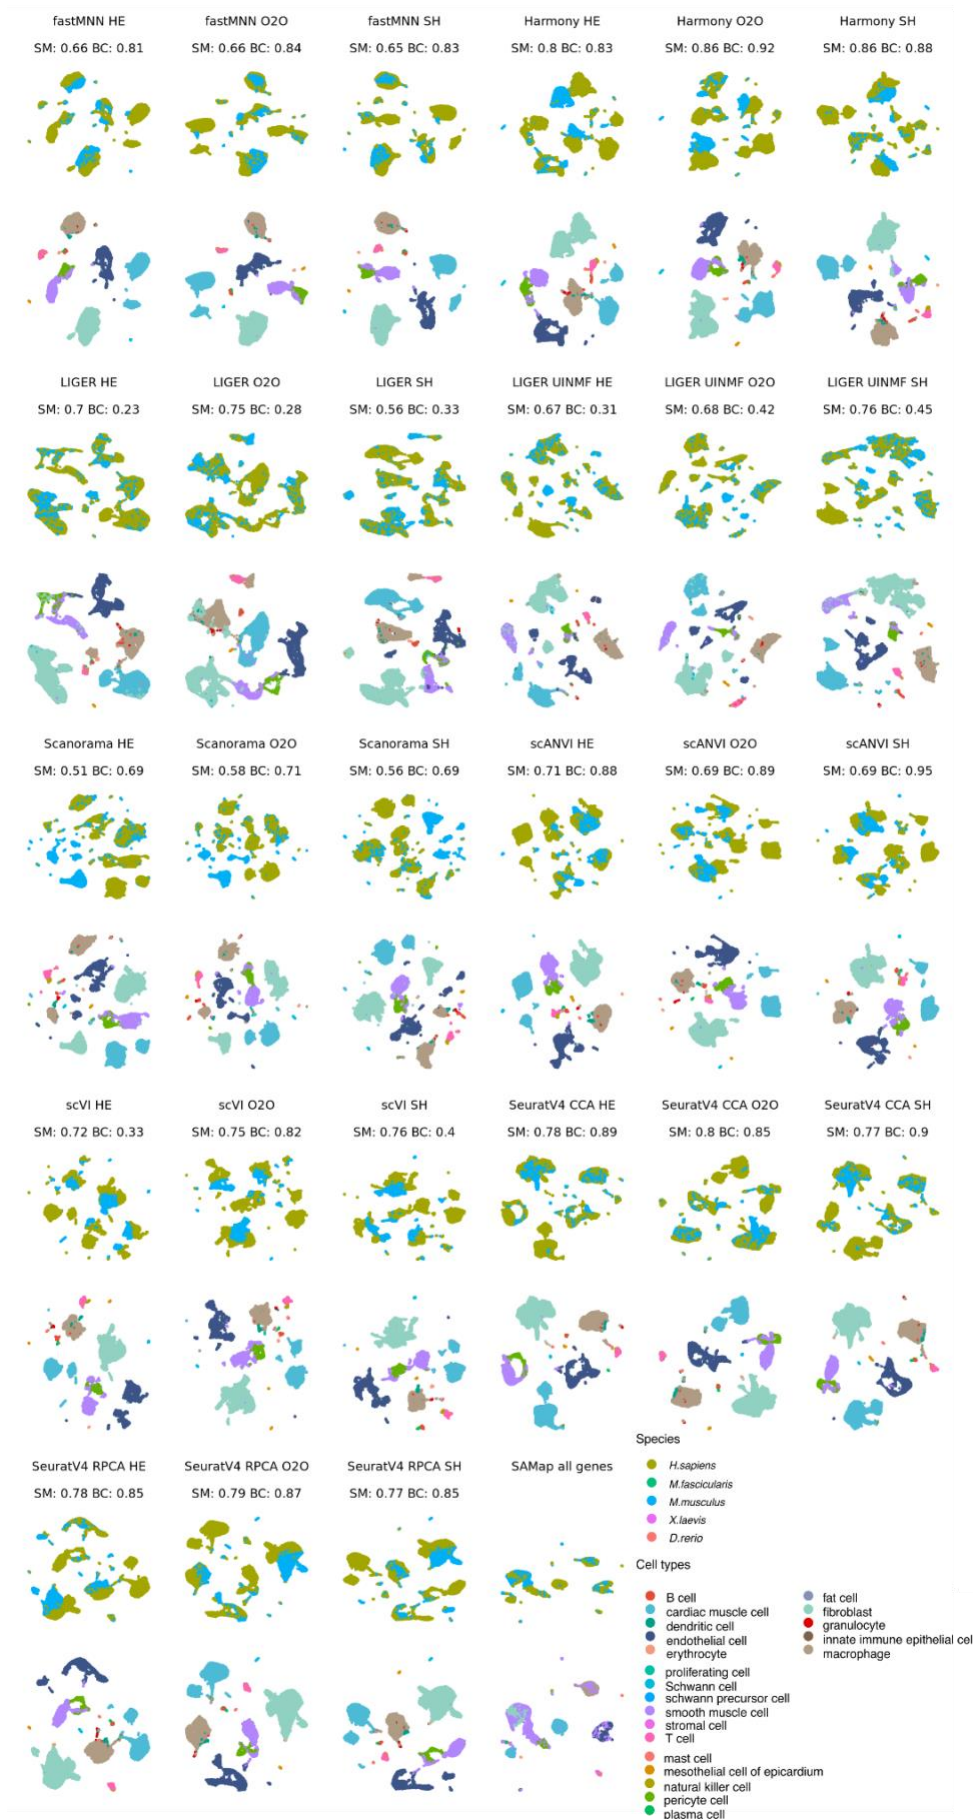 fastMNN HE fastMNN O2O fastMNN SH Harmony HE Harmony O2O Harmony SH
SM: 0.66 BC: 0.81 SM: 0.66 BC: 0.84 SM: 0.65 BC: 0.83 SM: 0.8 BC: 0.83 SM: 0.86 BC: 0.92 SM: 0.86 BC: 0.88
LIGER HE LIGER O2O LIGER SH LIGER UINMF HE LIGER UINMF O2O LIGER UINMF SH
SM: 0.7 BC: 0.23 SM: 0.75 BC: 0.28 SM: 0.56 BC: 0.33 SM: 0.67 BC: 0.31 SM: 0.68 BC: 0.42 SM: 0.76 BC: 0.45
Scanorama HE Scanorama O2O Scanorama SH scANVI HE scANVI O2O scANVI SH
SM: 0.51 BC: 0.69 SM: 0.58 BC: 0.71 SM: 0.56 BC: 0.69 SM: 0.71 BC: 0.88 SM: 0.69 BC: 0.89 SM: 0.69 BC: 0.95
scVI HE scVI O2O scVI SH SeuratV4 CCA HE SeuratV4 CCA O2O SeuratV4 CCA SH
SM: 0.72 BC: 0.33 SM: 0.75 BC: 0.82 SM: 0.76 BC: 0.4 SM: 0.78 BC: 0.89 SM: 0.8 BC: 0.85 SM: 0.77 BC: 0.9
SeuratV4 RPCA HE SeuratV4 RPCA O2O SeuratV4 RPCA SH SAMap all genes
SM: 0.78 BC: 0.85 SM: 0.79 BC: 0.87 SM: 0.77 BC: 0.85
Species
H.sapiens
M.fascicularis
M.musculus
X.laevis
D.rerio
Cell types
B cell
cardiac muscle cell
dendritic cell
endothelial cell
erythrocyte
proliferating cell
Schwann cell
schwann precursor cell
smooth muscle cell
stromal cell
T cell
mast cell
mesothelial cell of epicardium
natural killer cell
pericyte cell
plasma cell
fat cell
fibroblast
granulocyte
innate immune epithelial cel
macrophage